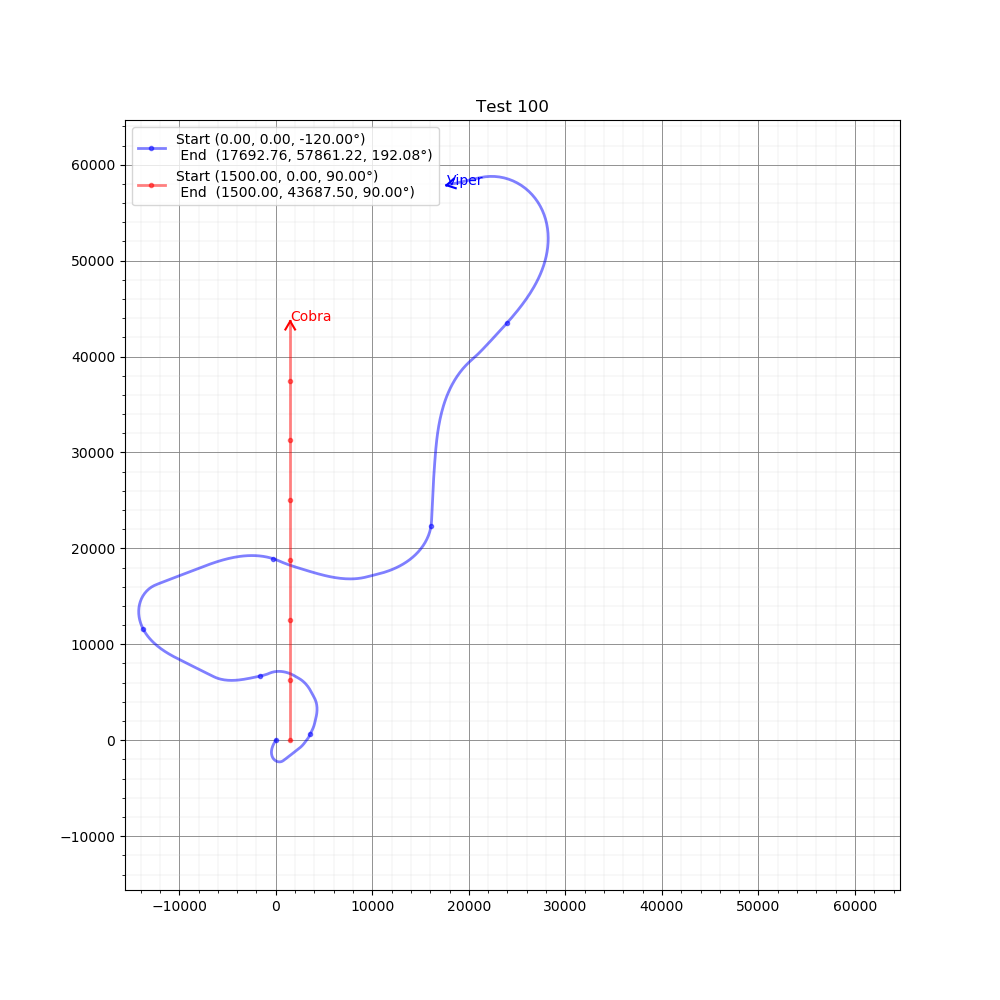 Test 100
Start (0.00, 0.00, -120.00°)
End (17692.76, 57861.22, 192.08°)
Start (1500.00, 0.00, 90.00°)
End (1500.00, 43687.50, 90.00°)
Viper
Cobra
60000
50000
40000
30000
20000
10000
0
−10000
−10000 0 10000 20000 30000 40000 50000 60000